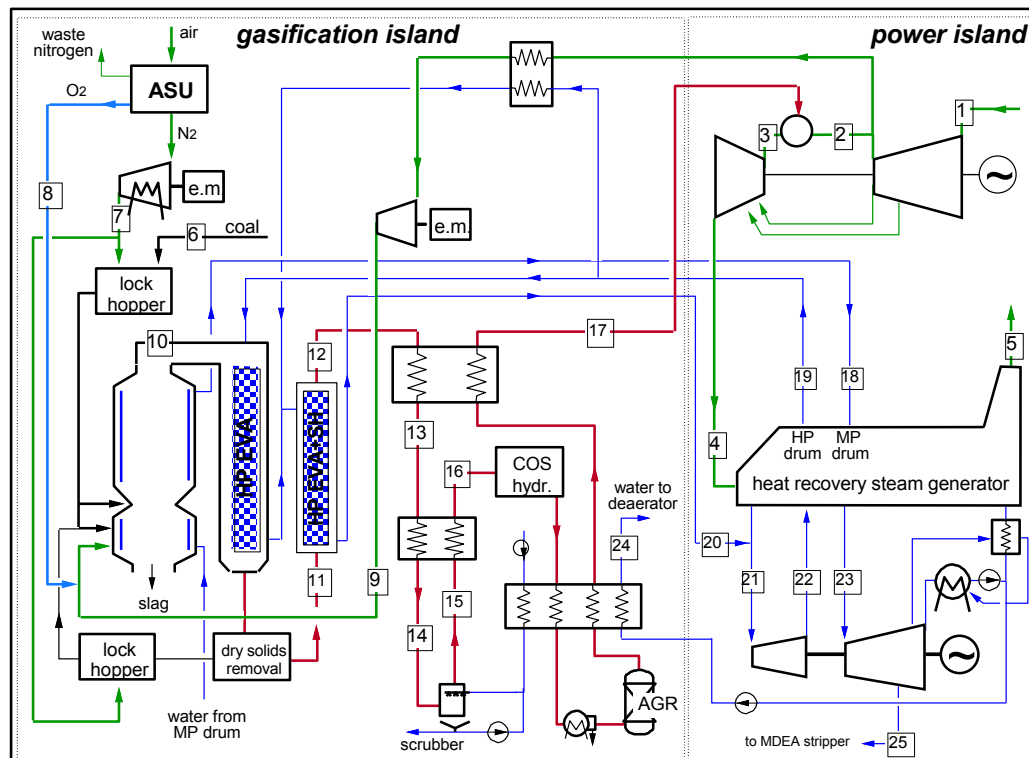 gasification island
power island
waste
nitrogen
air
O2
ASU
N2
1
3
2
8
e.m.
7
6
coal
e.m.
lock
hopper
10
17
12
5
19
18
HP EVA
HP EVA+SH
13
4
HP
drum
MP
drum
16
COS
hydr.
heat recovery steam generator
water to
deaerator
24
20
11
9
21
22
23
slag
15
14
lock
hopper
dry solids
removal
AGR
water from
MP drum
scrubber
to MDEA stripper
25
~
~